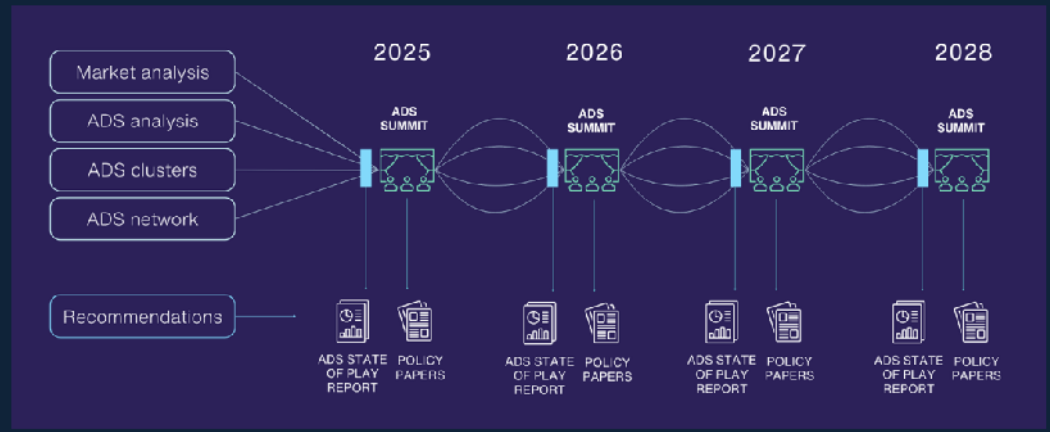 Market analysis
ADS analysis
ADS clusters
ADS network
Recommendations
2025
ADS
SUMMIT
ADS STATE
OF PLAY
REPORT
POLICY
PAPERS
2026
ADS
SUMMIT
ADS STATE
OF PLAY
REPORT
POLICY
PAPERS
2027
ADS
SUMMIT
ADS STATE
OF PLAY
REPORT
POLICY
PAPERS
2028
ADS
SUMMIT
ADS STATE
OF PLAY
REPORT
POLICY
PAPERS